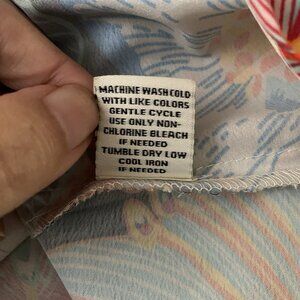 MACHINE WASH COLD
WITH LIKE COLORS
GENTLE CYCLE
USE ONLY NON-
CHLORINE BLEACH
IF NEEDED
TUMBLE DRY LOW
COOL IRON
IF NEEDED